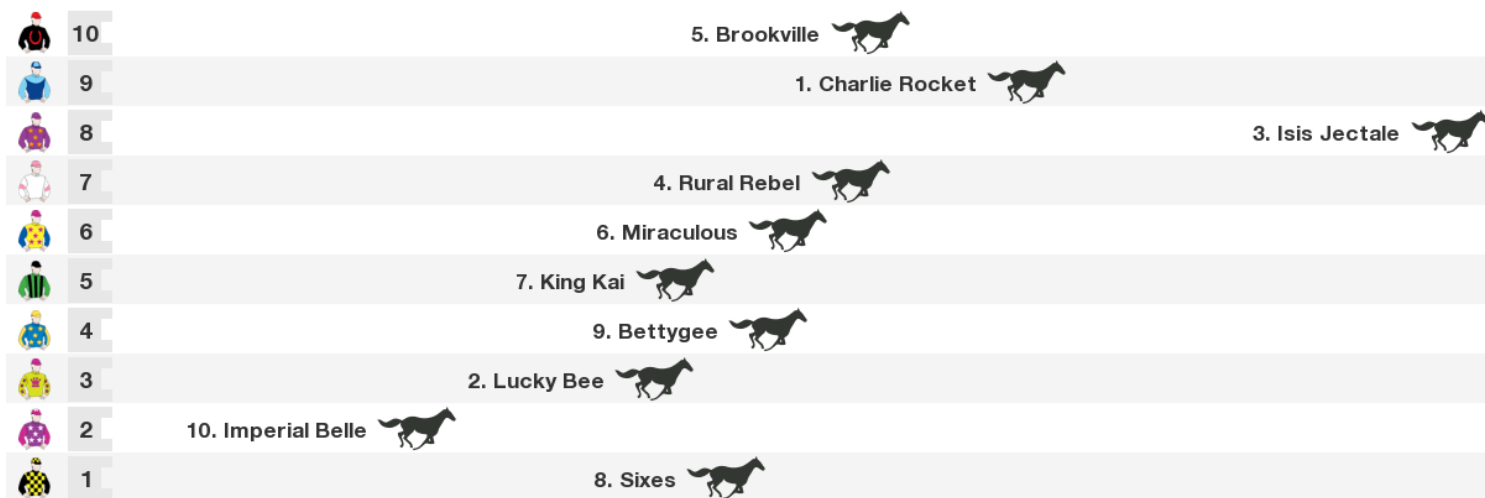 10 5. Brookville
9 1. Charlie Rocket
8 3. Isis Jectale
7 4. Rural Rebel
6 6. Miraculous
5 7. King Kai
4 9. Bettygee
3 2. Lucky Bee
2 10. Imperial Belle
1 8. Sixes